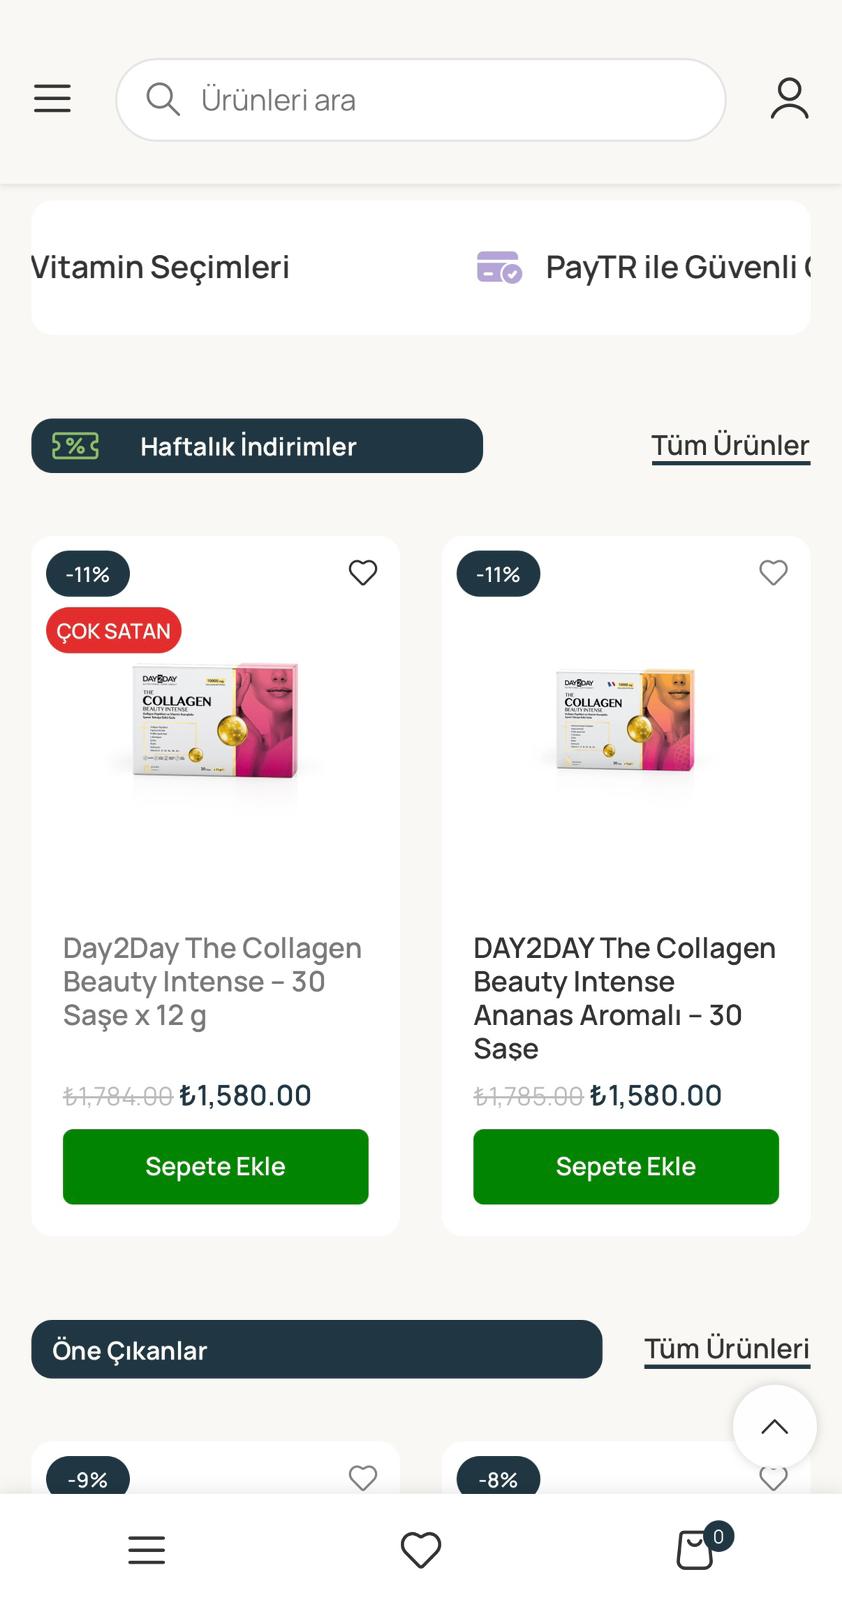 Ürünleri ara
Vitamin Seçimleri
PayTR ile Güvenli
Haftalık İndirimler
Tüm Ürünler
-11%
ÇOK SATAN
DAY2DAY
THE
COLLAGEN
BEAUTY INTENSE
Day2Day The Collagen
Beauty Intense – 30
Saşe x 12 g
₺1,784.00 ₺1,580.00
Sepete Ekle
-11%
DAY2DAY
THE
COLLAGEN
BEAUTY INTENSE
DAY2DAY The Collagen
Beauty Intense
Ananas Aromalı – 30
Saşe
₺1,785.00 ₺1,580.00
Sepete Ekle
Öne Çıkanlar
Tüm Ürünleri
-9%
-8%
0